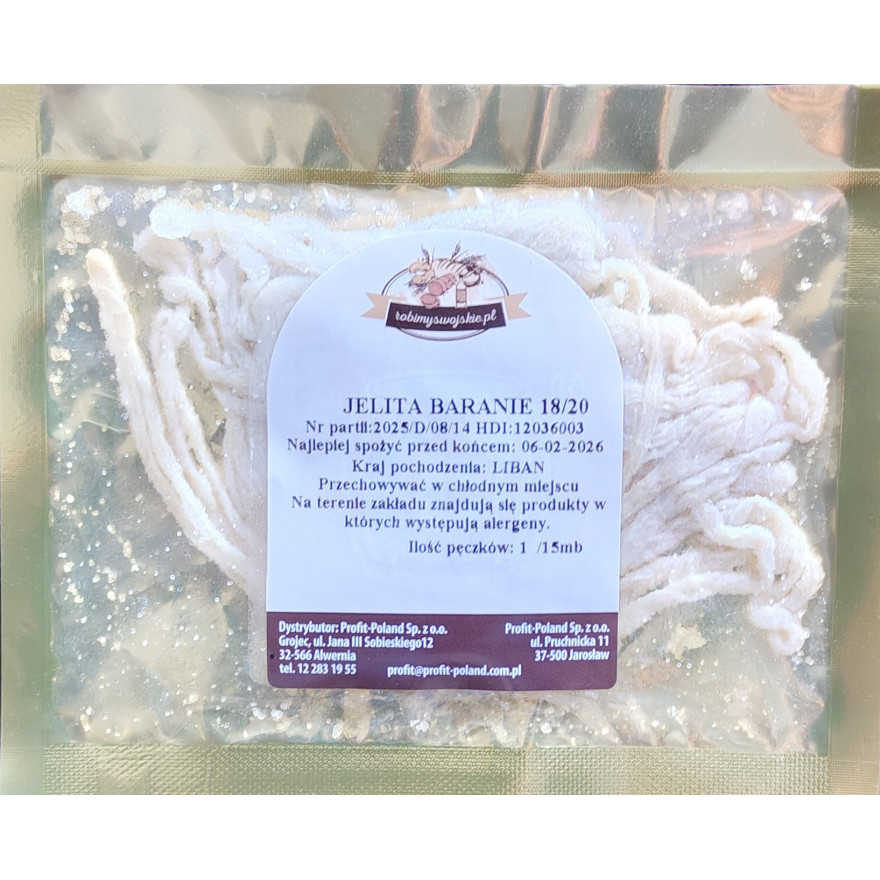 robimyswojskie.pl
JELITA BARANIE 18/20
Nr partii:2025/D/08/14 HDI:12036003
Najlepiej spożyć przed końcem: 06-02-2026
Kraj pochodzenia: LIBAN
Przechowywać w chłodnym miejscu
Na terenie zakładu znajdują się produkty w
których występują alergeny.
Ilość pęczków: 1 /15mb
Dystrybutor: Profit-Poland Sp. z o.o.
Grojec, ul. Jana III Sobieskiego12
32-566 Alwernia
tel. 12 283 19 55
profit@profit-poland.com.pl
Profit-Poland Sp. z o.o.
ul. Pruchnicka 11
37-500 Jarosław